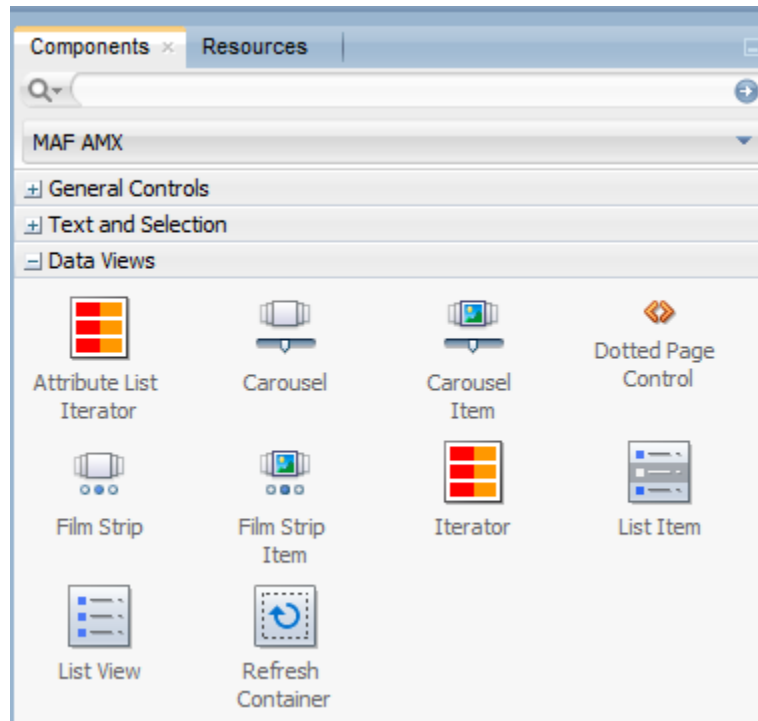 Components Resources
MAF AMX
General Controls
Text and Selection
Data Views
Attribute List
Iterator
Carousel
Carousel
Item
Dotted Page
Control
Film Strip
Film Strip
Item
Iterator
List Item
List View
Refresh
Container